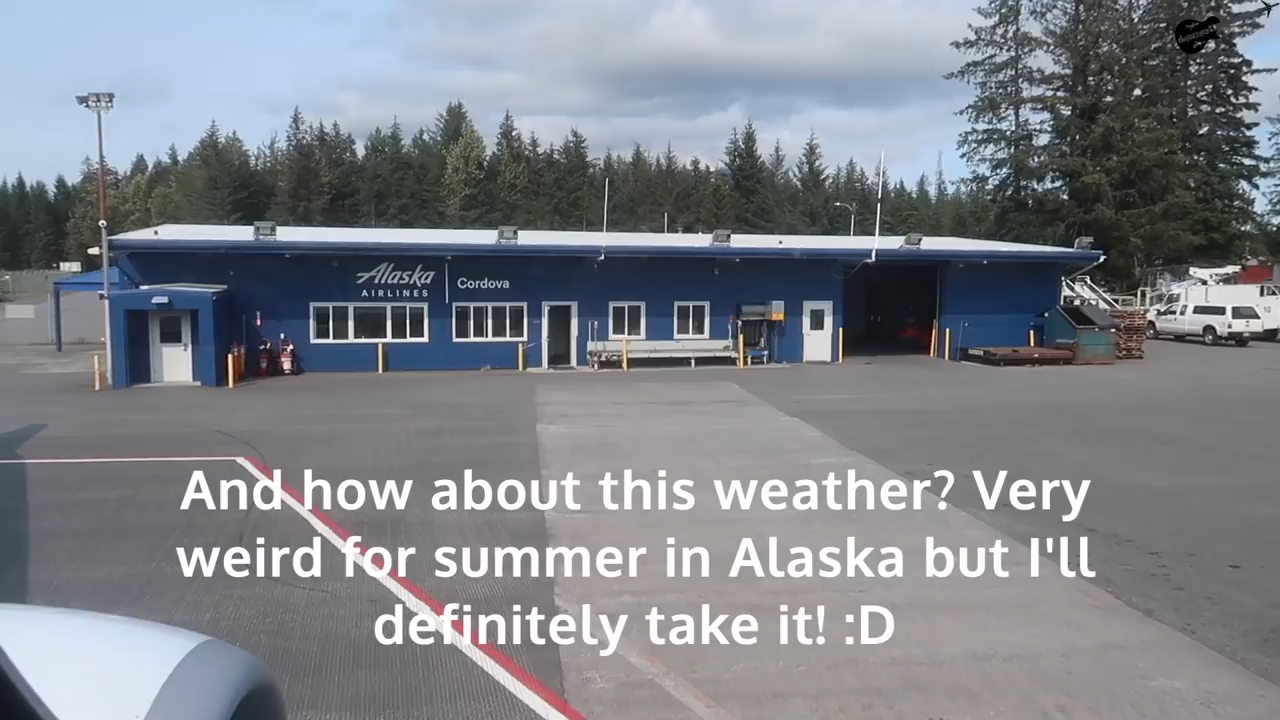 Alaska
AIRLINES
Cordova
And how about this weather? Very
weird for summer in Alaska but I'll
definitely take it! :D